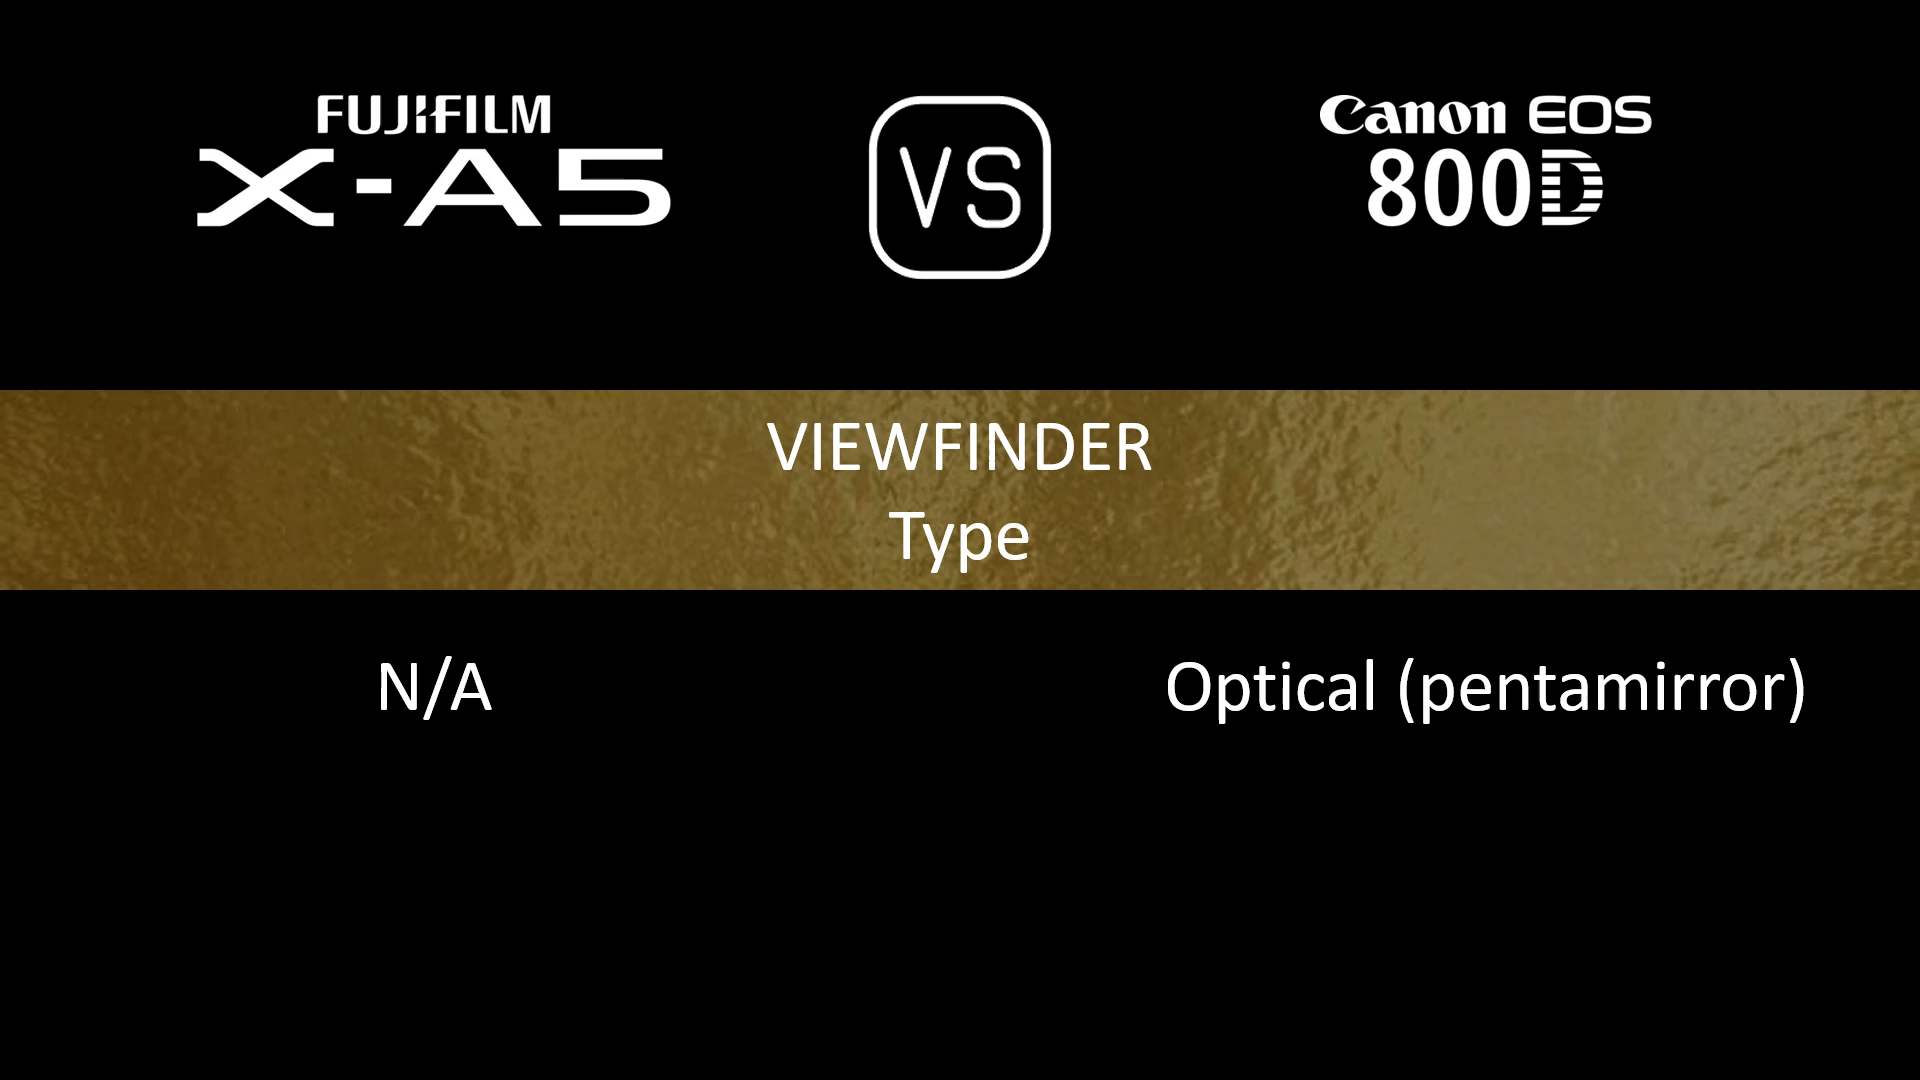 FUJIFILM
X-A5
VS
Canon EOS
800D
VIEWFINDER
Type
N/A
Optical (pentamirror)